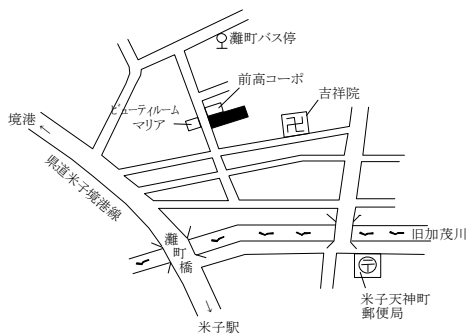 灘町バス停
前高コーポ
吉祥院
ビューティルーム
マリア
境港
←
県道米子境港線
卍
灘町橋
旧加茂川
〒
米子天神町
郵便局
→
米子駅